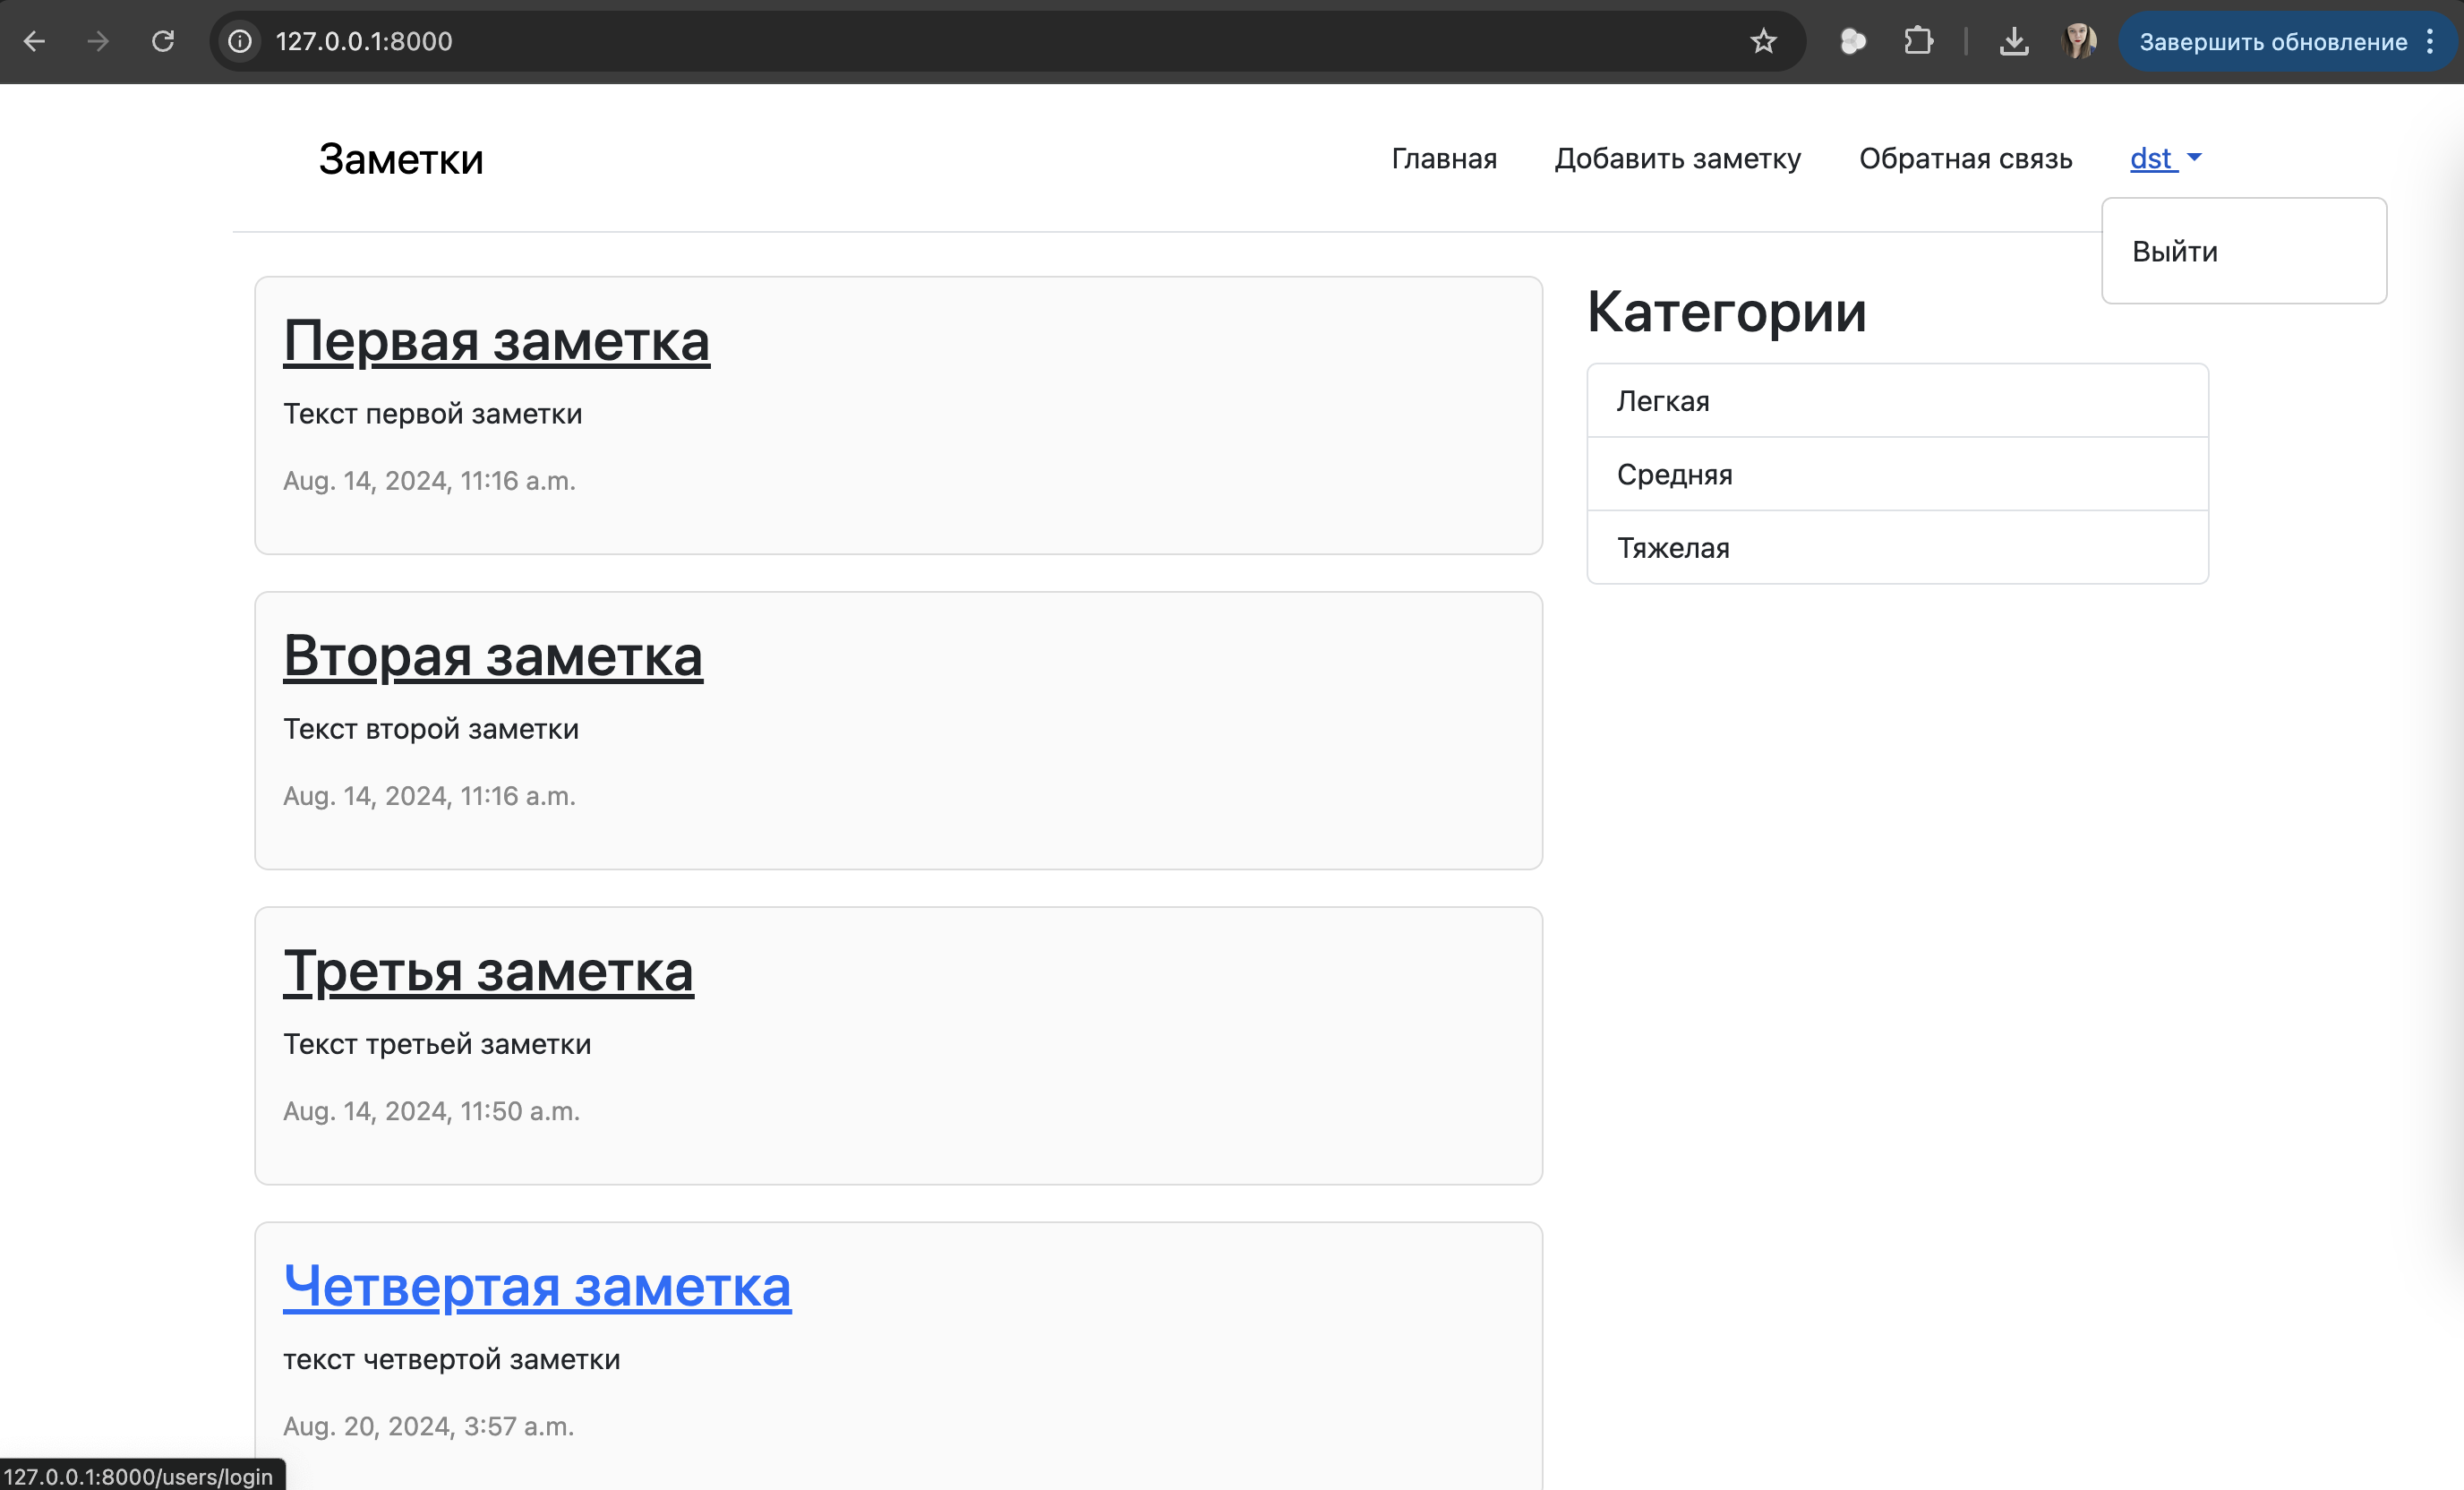 127.0.0.1:8000
Завершить обновление
Заметки
Главная
Добавить заметку
Обратная связь
dst
Выйти
Первая заметка
Текст первой заметки
Aug. 14, 2024, 11:16 a.m.
Вторая заметка
Текст второй заметки
Aug. 14, 2024, 11:16 a.m.
Третья заметка
Текст третьей заметки
Aug. 14, 2024, 11:50 a.m.
Четвертая заметка
текст четвертой заметки
Aug. 20, 2024, 3:57 a.m.
Категории
Легкая
Средняя
Тяжелая
127.0.0.1:8000/users/login